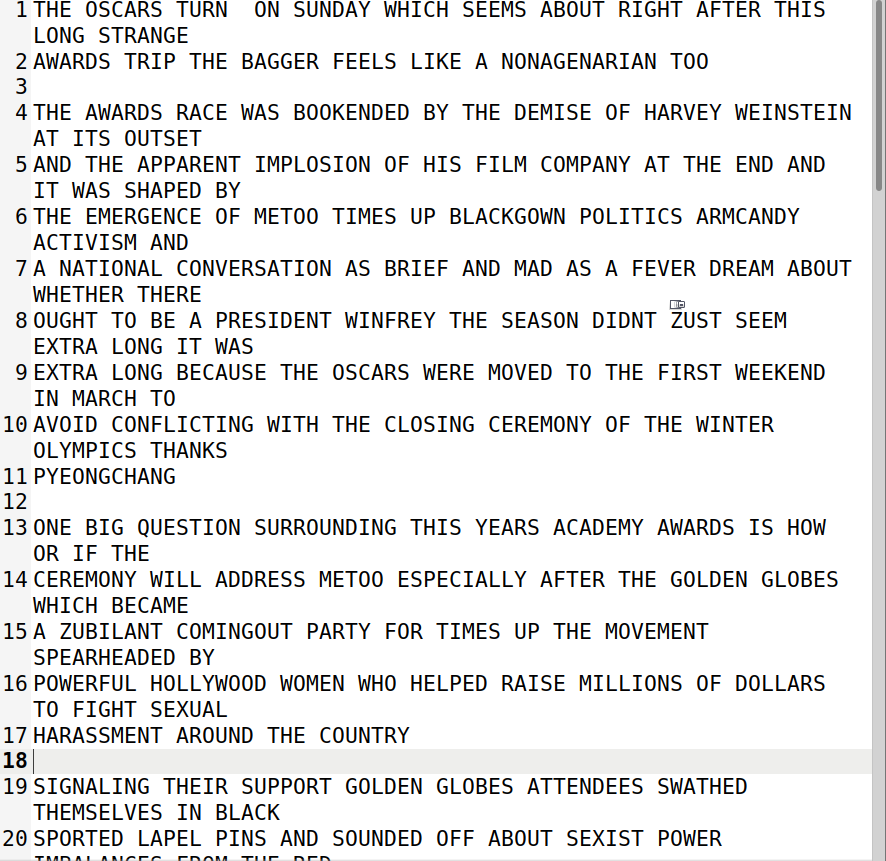 1 THE OSCARS TURN  ON SUNDAY WHICH SEEMS ABOUT RIGHT AFTER THIS
LONG STRANGE
2 AWARDS TRIP THE BAGGER FEELS LIKE A NONAGENARIAN TOO
3
4 THE AWARDS RACE WAS BOOKENDED BY THE DEMISE OF HARVEY WEINSTEIN
AT ITS OUTSET
5 AND THE APPARENT IMPLOSION OF HIS FILM COMPANY AT THE END AND
IT WAS SHAPED BY
6 THE EMERGENCE OF METOO TIMES UP BLACKGOWN POLITICS ARMCANDY
ACTIVISM AND
7 A NATIONAL CONVERSATION AS BRIEF AND MAD AS A FEVER DREAM ABOUT
WHETHER THERE
8 OUGHT TO BE A PRESIDENT WINFREY THE SEASON DIDNT ZUST SEEM
EXTRA LONG IT WAS
9 EXTRA LONG BECAUSE THE OSCARS WERE MOVED TO THE FIRST WEEKEND
IN MARCH TO
10 AVOID CONFLICTING WITH THE CLOSING CEREMONY OF THE WINTER
OLYMPICS THANKS
11 PYEONGCHANG
12
13 ONE BIG QUESTION SURROUNDING THIS YEARS ACADEMY AWARDS IS HOW
OR IF THE
14 CEREMONY WILL ADDRESS METOO ESPECIALLY AFTER THE GOLDEN GLOBES
WHICH BECAME
15 A ZUBILANT COMINGOUT PARTY FOR TIMES UP THE MOVEMENT
SPEARHEADED BY
16 POWERFUL HOLLYWOOD WOMEN WHO HELPED RAISE MILLIONS OF DOLLARS
TO FIGHT SEXUAL
17 HARASSMENT AROUND THE COUNTRY
18
19 SIGNALING THEIR SUPPORT GOLDEN GLOBES ATTENDEES SWATHED
THEMSELVES IN BLACK
20 SPORTED LAPEL PINS AND SOUNDED OFF ABOUT SEXIST POWER
IMBALANCES FROM THE RED